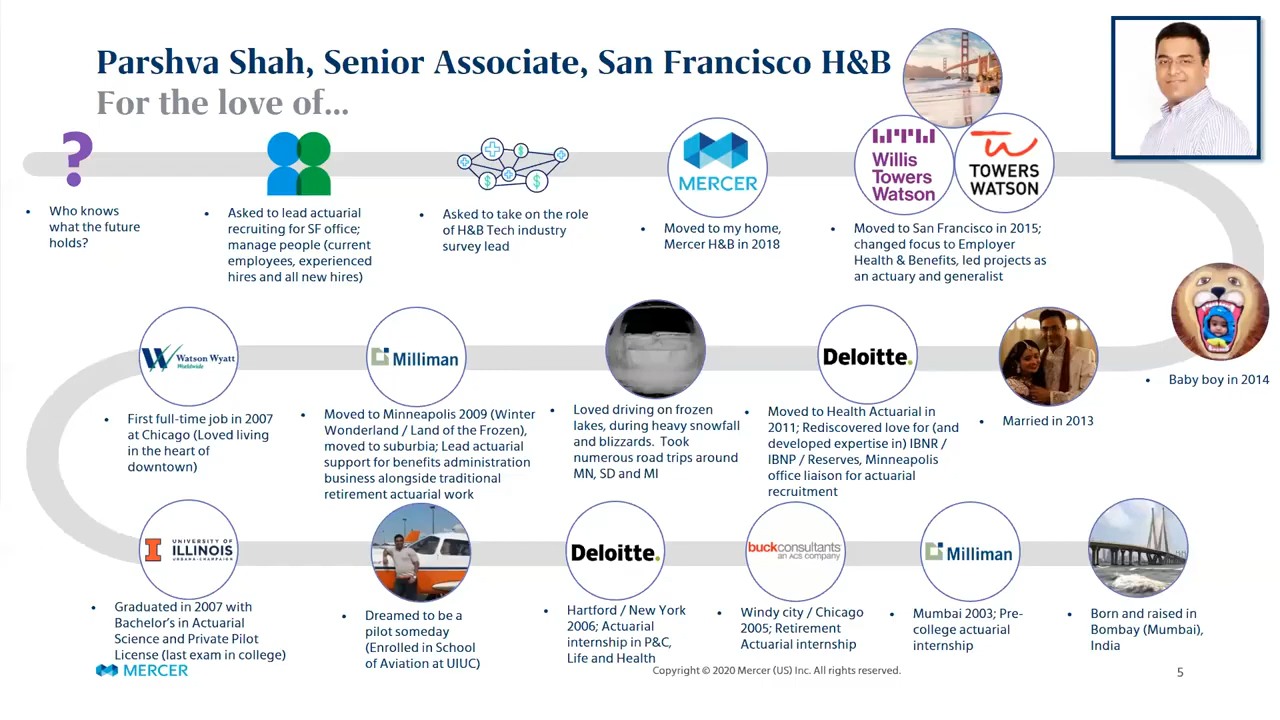 Parshva Shah, Senior Associate, San Francisco H&B
For the love of...
?
MERCER
Willis
Towers
Watson
TOWERS
WATSON
• Who knows
what the future
holds?
• Asked to lead actuarial
recruiting for SF office;
manage people (current
employees, experienced
hires and all new hires)
• Asked to take on the role
of H&B Tech industry
survey lead
• Moved to my home,
Mercer H&B in 2018
• Moved to San Francisco in 2015;
changed focus to Employer
Health & Benefits, led projects as
an actuary and generalist
Watson Wyatt
Worldwide
Milliman
Deloitte.
• Baby boy in 2014
• First full-time job in 2007
at Chicago (Loved living
in the heart of
downtown)
• Moved to Minneapolis 2009 (Winter
Wonderland / Land of the Frozen),
moved to suburbia; Lead actuarial
support for benefits administration
business alongside traditional
retirement actuarial work
• Loved driving on frozen
lakes, during heavy snowfall
and blizzards. Took
numerous road trips around
MN, SD and MI
• Moved to Health Actuarial in
2011; Rediscovered love for (and
developed expertise in) IBNR /
IBNP / Reserves, Minneapolis
office liaison for actuarial
recruitment
• Married in 2013
I
UNIVERSITY OF
ILLINOIS
URBANA-CHAMPAIGN
Deloitte.
buckconsultants
an ACS company
Milliman
• Graduated in 2007 with
Bachelor's in Actuarial
Science and Private Pilot
License (last exam in college)
• Dreamed to be a
pilot someday
(Enrolled in School
of Aviation at UIUC)
• Hartford / New York
2006; Actuarial
internship in P&C,
Life and Health
• Windy city / Chicago
2005; Retirement
Actuarial internship
• Mumbai 2003; Pre-
college actuarial
internship
• Born and raised in
Bombay (Mumbai),
India
MERCER
Copyright © 2020 Mercer (US) Inc. All rights reserved.
5